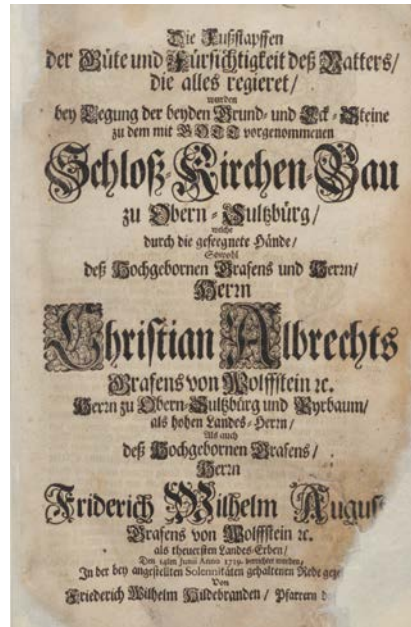 Die Fußstapffen
der Güte und Fürsichtigkeit deß Vatters/
die alles regieret/
wurden
bey Legung der beyden Grund- und Eck-Steine
zu dem mit GOTT vorgenommenen
Schloß-Kirchen-Bau
zu Obern-Sultzbürg/
welche
durch die geseegnete Hände/
Sowohl
deß Hochgebornen Grafens und Herrn/
Herrn
Christian Albrechts
Grafens von Wolffstein ꝛc.
Herrn zu Obern-Sultzbürg und Pyrbaum/
als hohen Landes-Herrn/
Als auch
deß Hochgebornen Grafens/
Herrn
Friderich Wilhelm August
Grafens von Wolffstein ꝛc.
als theuersten Landes-Erben/
Den 14ten Junii Anno 1719. verrichtet worden/
In der bey angestellten Solennitäten gehaltenen Rede
Von
Friederich Wilhelm Hildebranden / Pfarrern